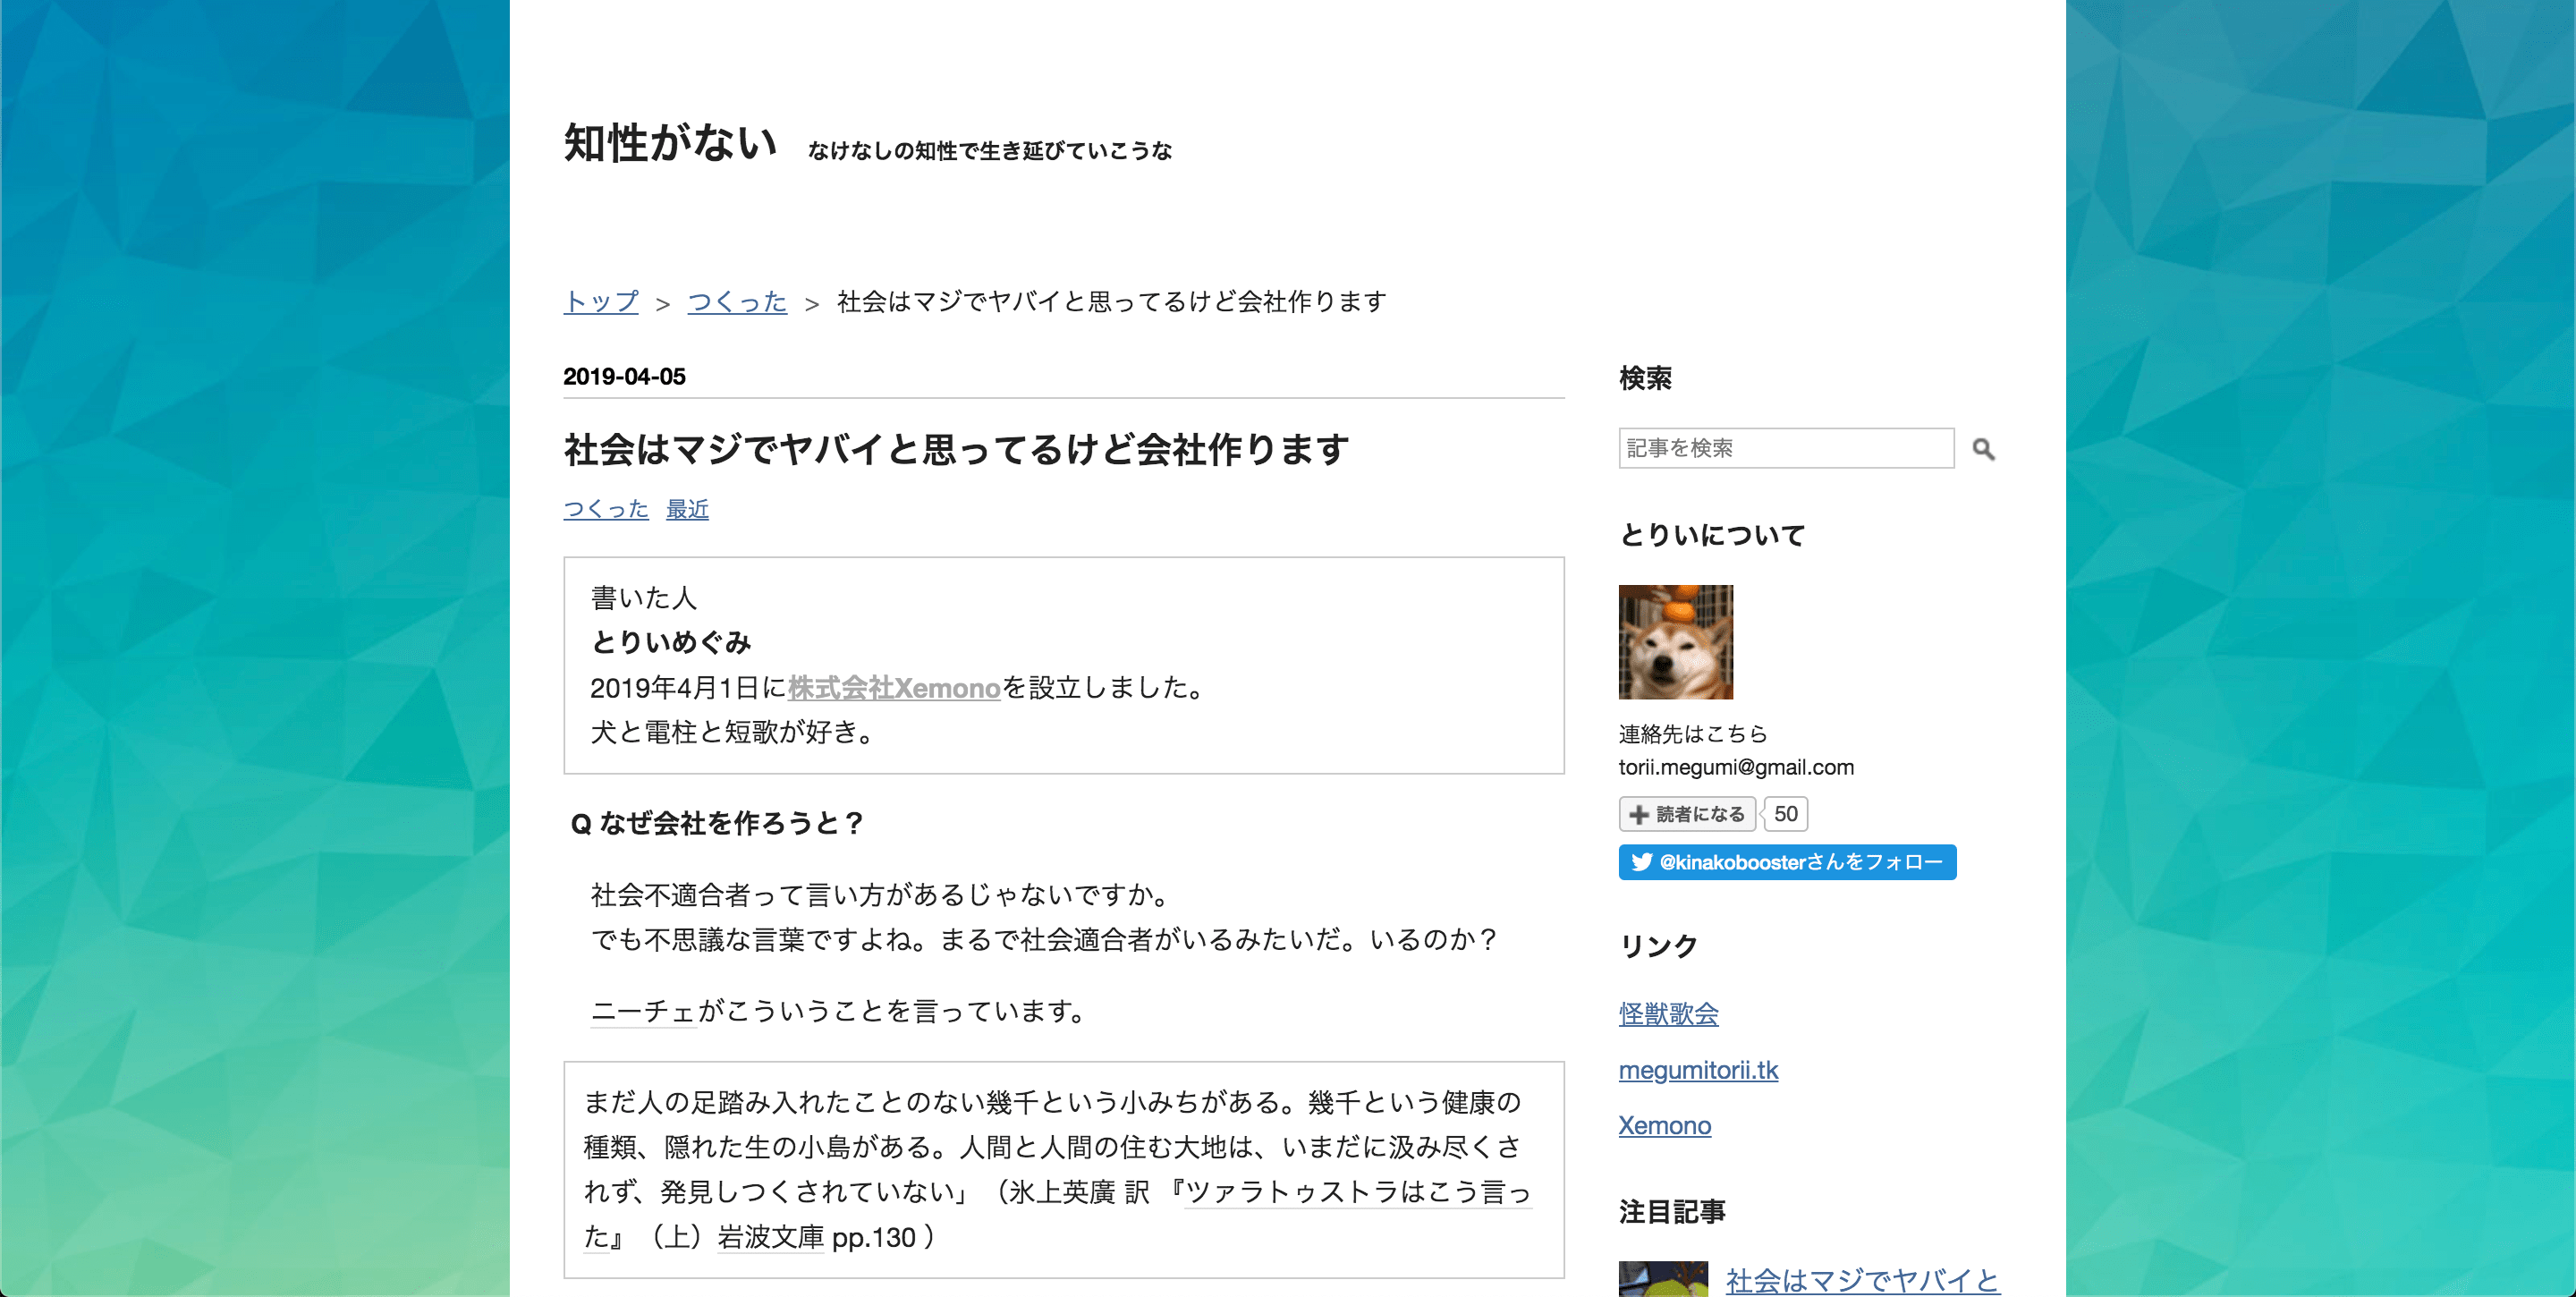 知性がない なけなしの知性で生き延びていこうな
トップ > つくった > 社会はマジでヤバイと思ってるけど会社作ります
2019-04-05
社会はマジでヤバイと思ってるけど会社作ります
つくった 最近
書いた人
とりいめぐみ
2019年4月1日に株式会社Xemonoを設立しました。
犬と電柱と短歌が好き。
Q なぜ会社を作ろうと？
社会不適合者って言い方があるじゃないですか。
でも不思議な言葉ですよね。まるで社会適合者がいるみたいだ。いるのか？
ニーチェがこういうことを言っています。
まだ人の足踏み入れたことのない幾千という小みちがある。幾千という健康の
種類、隠れた生の小島がある。人間と人間の住む大地は、いまだに汲み尽くさ
れず、発見しつくされていない」（氷上英廣 訳 『ツァラトゥストラはこう言っ
た』（上）岩波文庫 pp.130 ）
検索
記事を検索
とりいについて
連絡先はこちら
torii.megumi@gmail.com
読者になる 50
@kinakoboosterさんをフォロー
リンク
怪獣歌会
megumitorii.tk
Xemono
注目記事
社会はマジでヤバイと